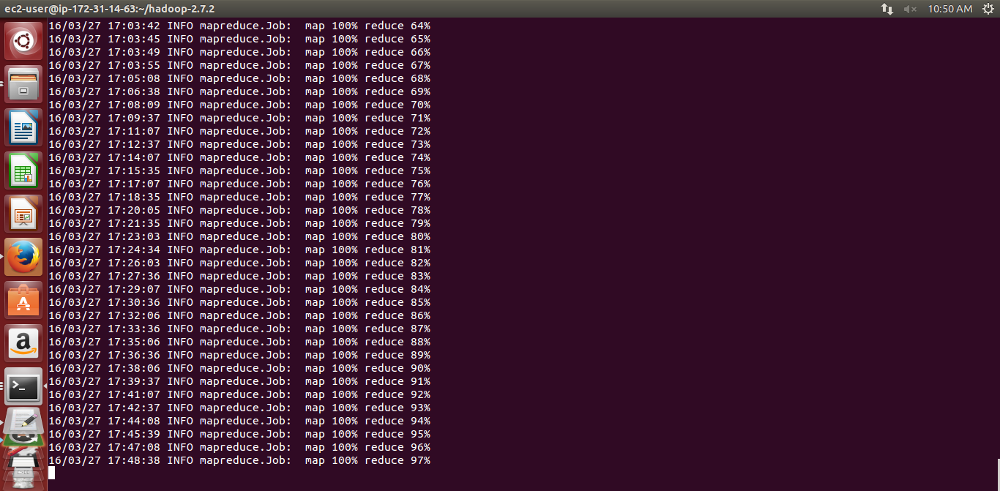 ec2-user@ip-172-31-14-63:~/hadoop-2.7.2 10:50 AM
16/03/27 17:03:42 INFO mapreduce.Job:  map 100% reduce 64%
16/03/27 17:03:45 INFO mapreduce.Job:  map 100% reduce 65%
16/03/27 17:03:49 INFO mapreduce.Job:  map 100% reduce 66%
16/03/27 17:03:55 INFO mapreduce.Job:  map 100% reduce 67%
16/03/27 17:05:08 INFO mapreduce.Job:  map 100% reduce 68%
16/03/27 17:06:38 INFO mapreduce.Job:  map 100% reduce 69%
16/03/27 17:08:09 INFO mapreduce.Job:  map 100% reduce 70%
16/03/27 17:09:37 INFO mapreduce.Job:  map 100% reduce 71%
16/03/27 17:11:07 INFO mapreduce.Job:  map 100% reduce 72%
16/03/27 17:12:37 INFO mapreduce.Job:  map 100% reduce 73%
16/03/27 17:14:07 INFO mapreduce.Job:  map 100% reduce 74%
16/03/27 17:15:35 INFO mapreduce.Job:  map 100% reduce 75%
16/03/27 17:17:07 INFO mapreduce.Job:  map 100% reduce 76%
16/03/27 17:18:35 INFO mapreduce.Job:  map 100% reduce 77%
16/03/27 17:20:05 INFO mapreduce.Job:  map 100% reduce 78%
16/03/27 17:21:35 INFO mapreduce.Job:  map 100% reduce 79%
16/03/27 17:23:03 INFO mapreduce.Job:  map 100% reduce 80%
16/03/27 17:24:34 INFO mapreduce.Job:  map 100% reduce 81%
16/03/27 17:26:03 INFO mapreduce.Job:  map 100% reduce 82%
16/03/27 17:27:36 INFO mapreduce.Job:  map 100% reduce 83%
16/03/27 17:29:07 INFO mapreduce.Job:  map 100% reduce 84%
16/03/27 17:30:36 INFO mapreduce.Job:  map 100% reduce 85%
16/03/27 17:32:06 INFO mapreduce.Job:  map 100% reduce 86%
16/03/27 17:33:36 INFO mapreduce.Job:  map 100% reduce 87%
16/03/27 17:35:06 INFO mapreduce.Job:  map 100% reduce 88%
16/03/27 17:36:36 INFO mapreduce.Job:  map 100% reduce 89%
16/03/27 17:38:06 INFO mapreduce.Job:  map 100% reduce 90%
16/03/27 17:39:37 INFO mapreduce.Job:  map 100% reduce 91%
16/03/27 17:41:07 INFO mapreduce.Job:  map 100% reduce 92%
16/03/27 17:42:37 INFO mapreduce.Job:  map 100% reduce 93%
16/03/27 17:44:08 INFO mapreduce.Job:  map 100% reduce 94%
16/03/27 17:45:39 INFO mapreduce.Job:  map 100% reduce 95%
16/03/27 17:47:08 INFO mapreduce.Job:  map 100% reduce 96%
16/03/27 17:48:38 INFO mapreduce.Job:  map 100% reduce 97%